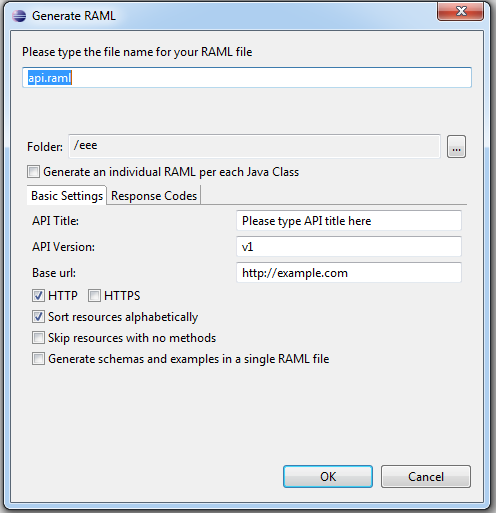 Generate RAML
Please type the file name for your RAML file
api.raml
Folder: /eee ...
Generate an individual RAML per each Java Class
Basic Settings Response Codes
API Title: Please type API title here
API Version: v1
Base url: http://example.com
HTTP HTTPS
Sort resources alphabetically
Skip resources with no methods
Generate schemas and examples in a single RAML file
OK Cancel